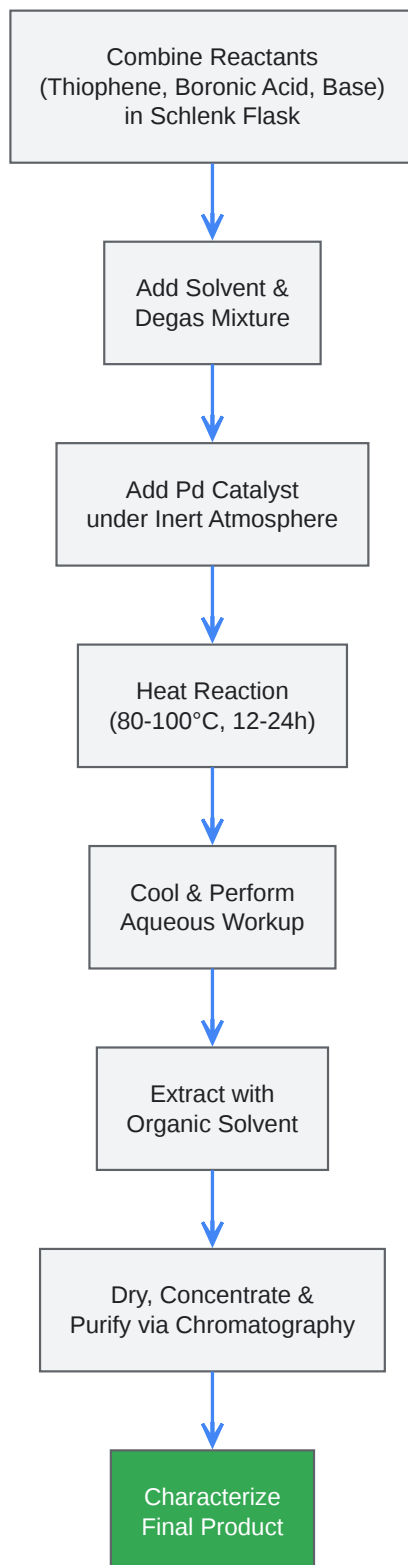 Combine Reactants
(Thiophene, Boronic Acid, Base)
in Schlenk Flask
Add Solvent &
Degas Mixture
Add Pd Catalyst
under Inert Atmosphere
Heat Reaction
(80-100°C, 12-24h)
Cool & Perform
Aqueous Workup
Extract with
Organic Solvent
Dry, Concentrate &
Purify via Chromatography
Characterize
Final Product